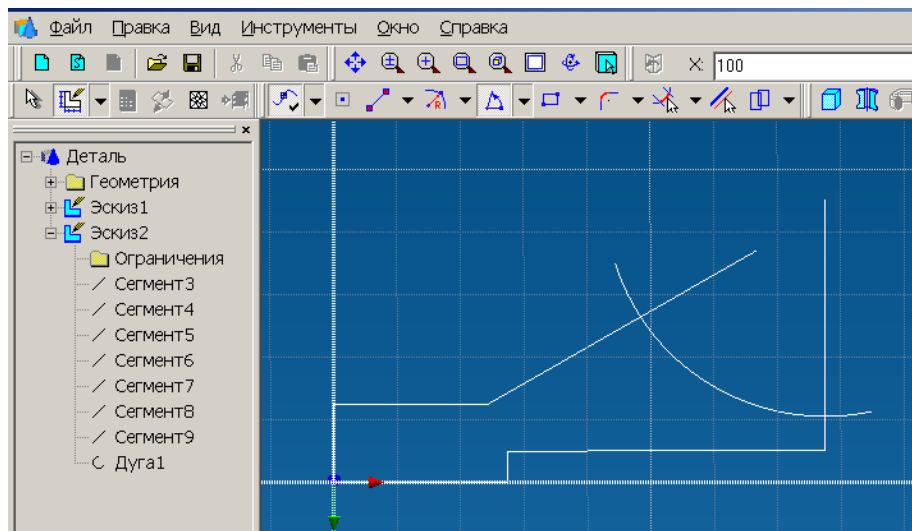 Файл Правка Вид Инструменты Окно Справка
X: 100
Деталь
Геометрия
Эскиз1
Эскиз2
Ограничения
Сегмент3
Сегмент4
Сегмент5
Сегмент6
Сегмент7
Сегмент8
Сегмент9
Дуга1